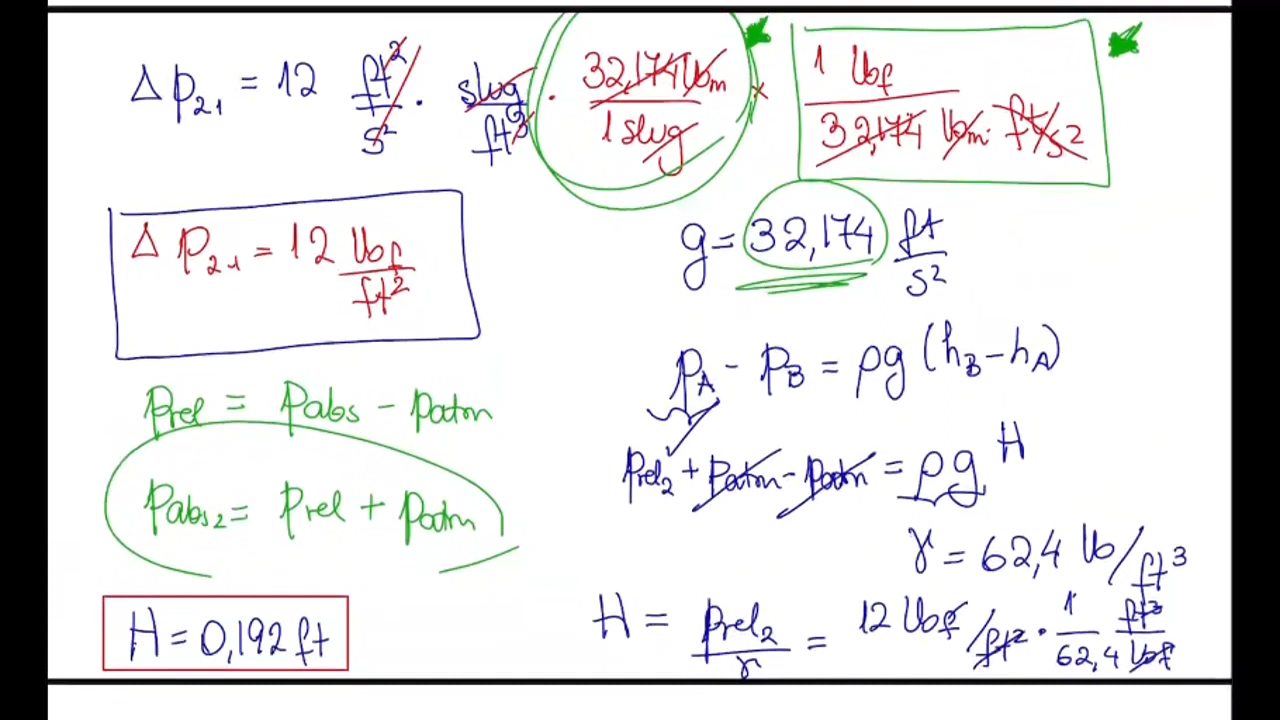 Δp₂₁ = 12 ft²/s² · slug/ft³ · 32,174 lbm/1 slug × 1 lbf/32,174 lbm · ft/s²
Δp₂₋₁ = 12 lbf/ft²
g = 32,174 ft/s²
prel = pabs - patm
pabs₂ = prel + patm
H = 0,192 ft
pA - pB = ρg (hB - hA)
prel₂ + patm - patm = ρg H
γ = 62,4 lb/ft³
H = prel₂/γ = 12 lbf/ft² · 1/62,4 ft³/lbf